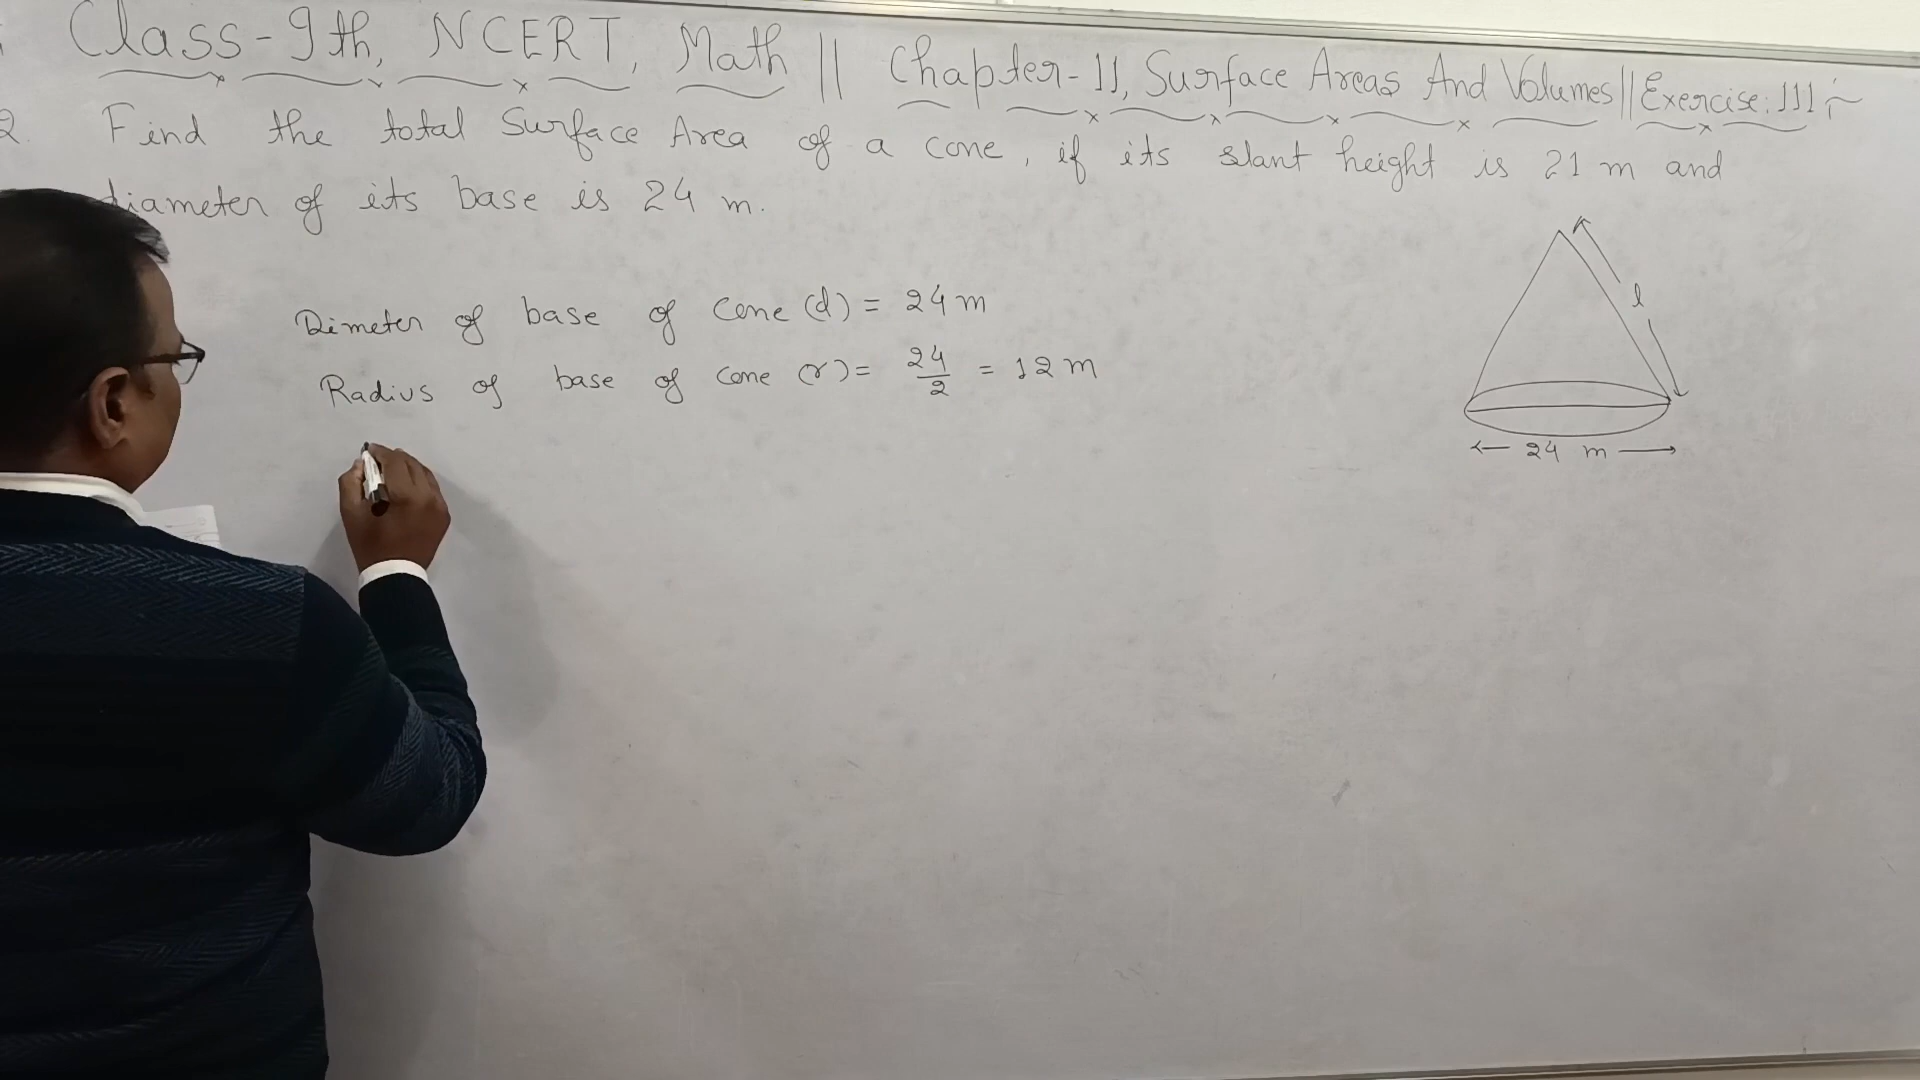 Class-9th, NCERT, Math || Chapter-11, Surface Areas And Volumes || Exercise: 11.1 :-
2. Find the total Surface Area of a cone, if its slant height is 21 m and
diameter of its base is 24 m.
Dimeter of base of Cone (d) = 24 m
Radius of base of cone (r) = 24/2 = 12 m
l
24 m